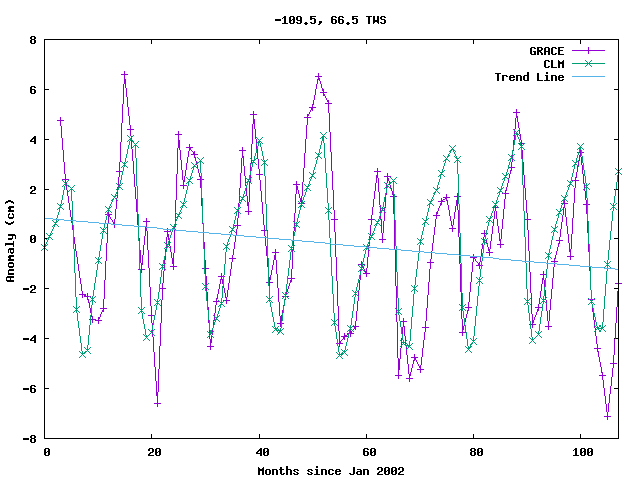 -109.5, 66.5 TWS
GRACE
CLM
Trend Line
8
6
4
2
0
-2
-4
-6
-8
Anomaly (cm)
0 20 40 60 80 100
Months since Jan 2002